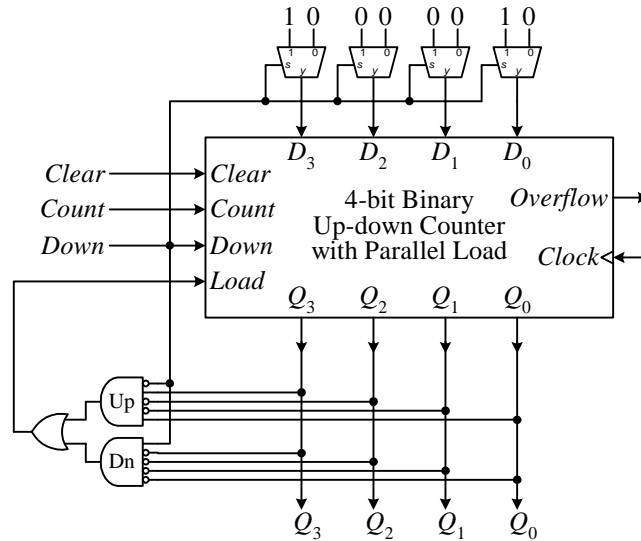 1 0 0 0 0 0 1 0
1 0 1 0 1 0 1 0
s y s y s y s y
D3 D2 D1 D0
Clear Clear
Count Count
Down Down
Load
4-bit Binary
Up-down Counter
with Parallel Load
Overflow
Clock
Q3 Q2 Q1 Q0
Up
Dn
Q3 Q2 Q1 Q0